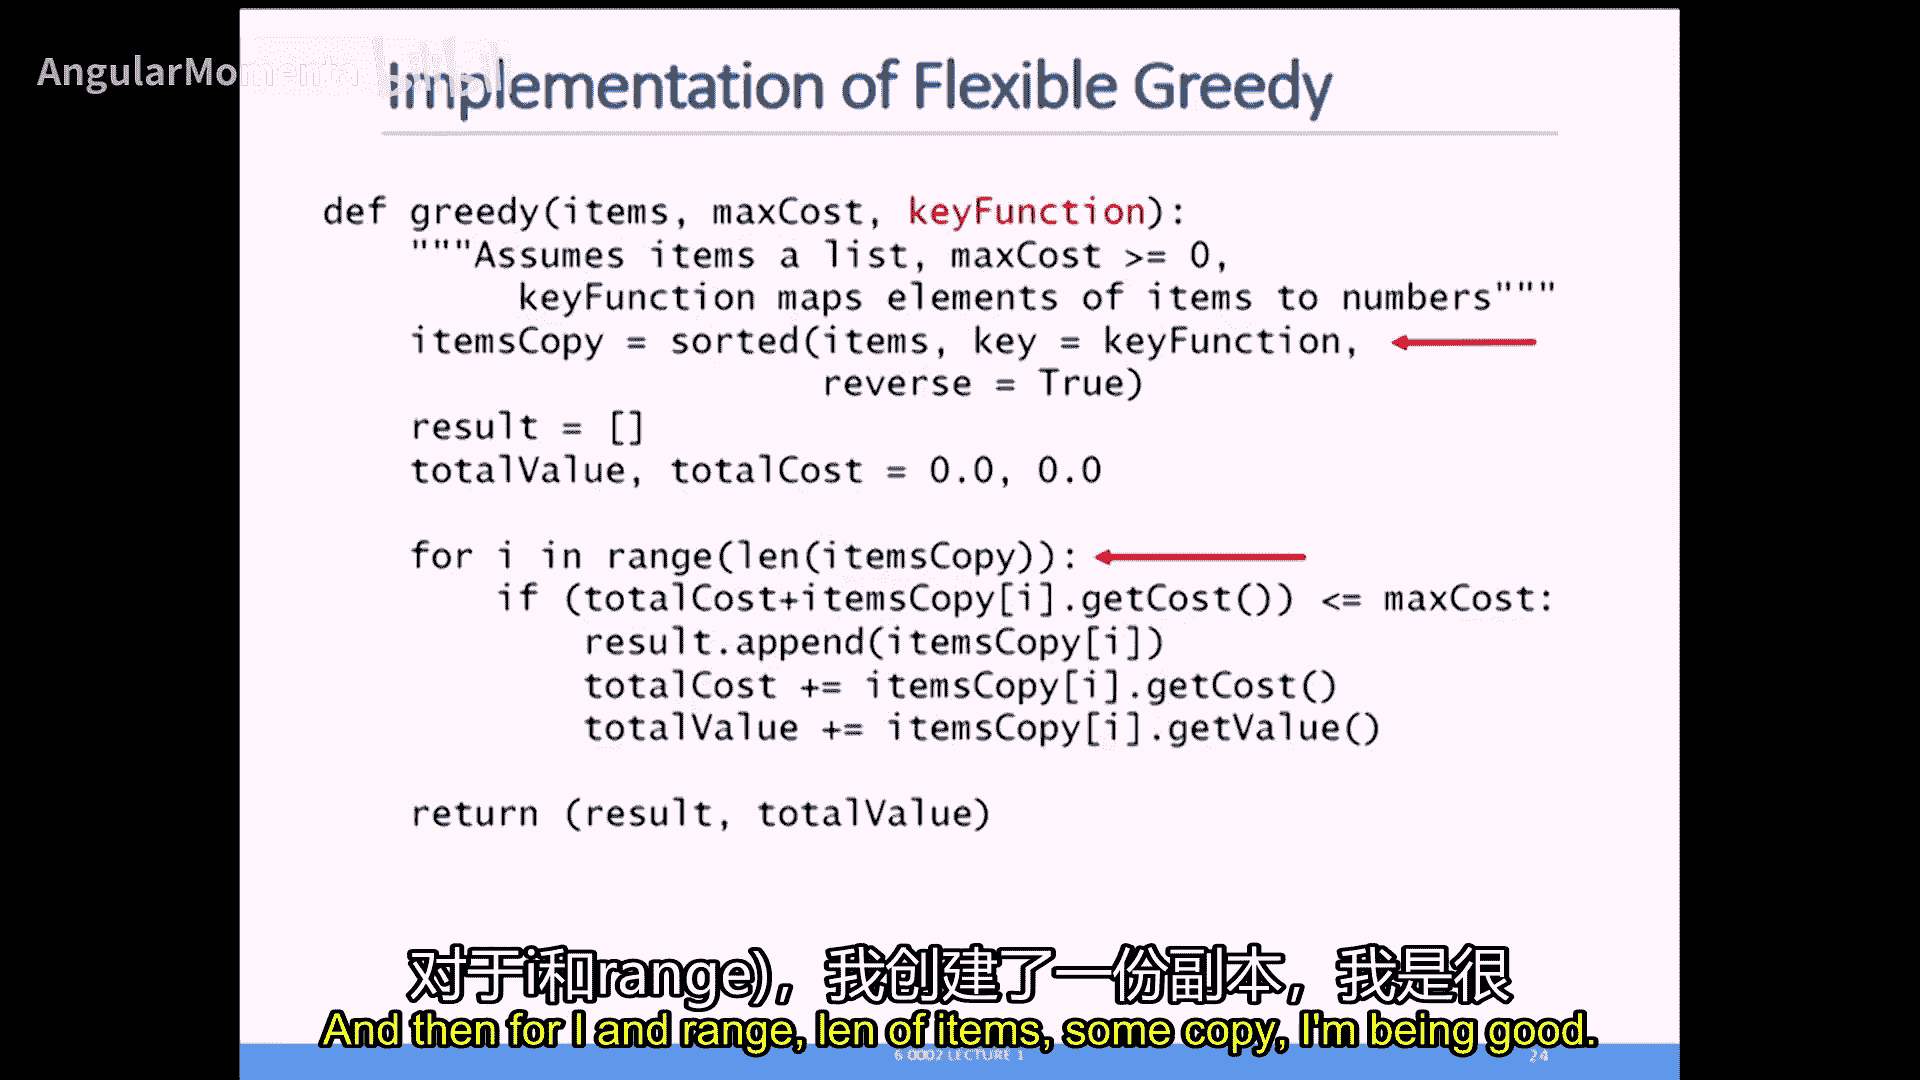 AngularMomenta
Implementation of Flexible Greedy
def greedy(items, maxCost, keyFunction):
"""Assumes items a list, maxCost >= 0,
keyFunction maps elements of items to numbers"""
itemsCopy = sorted(items, key = keyFunction,
reverse = True)
result = []
totalValue, totalCost = 0.0, 0.0
for i in range(len(itemsCopy)):
if (totalCost+itemsCopy[i].getCost()) <= maxCost:
result.append(itemsCopy[i])
totalCost += itemsCopy[i].getCost()
totalValue += itemsCopy[i].getValue()
return (result, totalValue)
对于i和range)，我创建了一份副本，我是很
And then for I and range, len of items, some copy, I'm being good.
6.0002 LECTURE 1
24